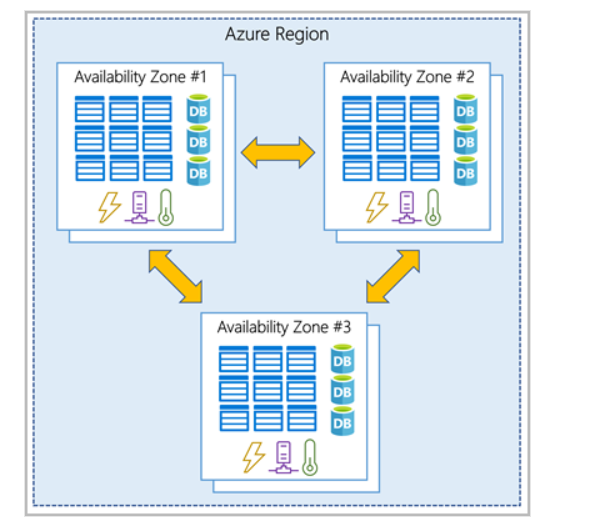 Azure Region
Availability Zone #1
DB
DB
DB
Availability Zone #2
DB
DB
DB
Availability Zone #3
DB
DB
DB